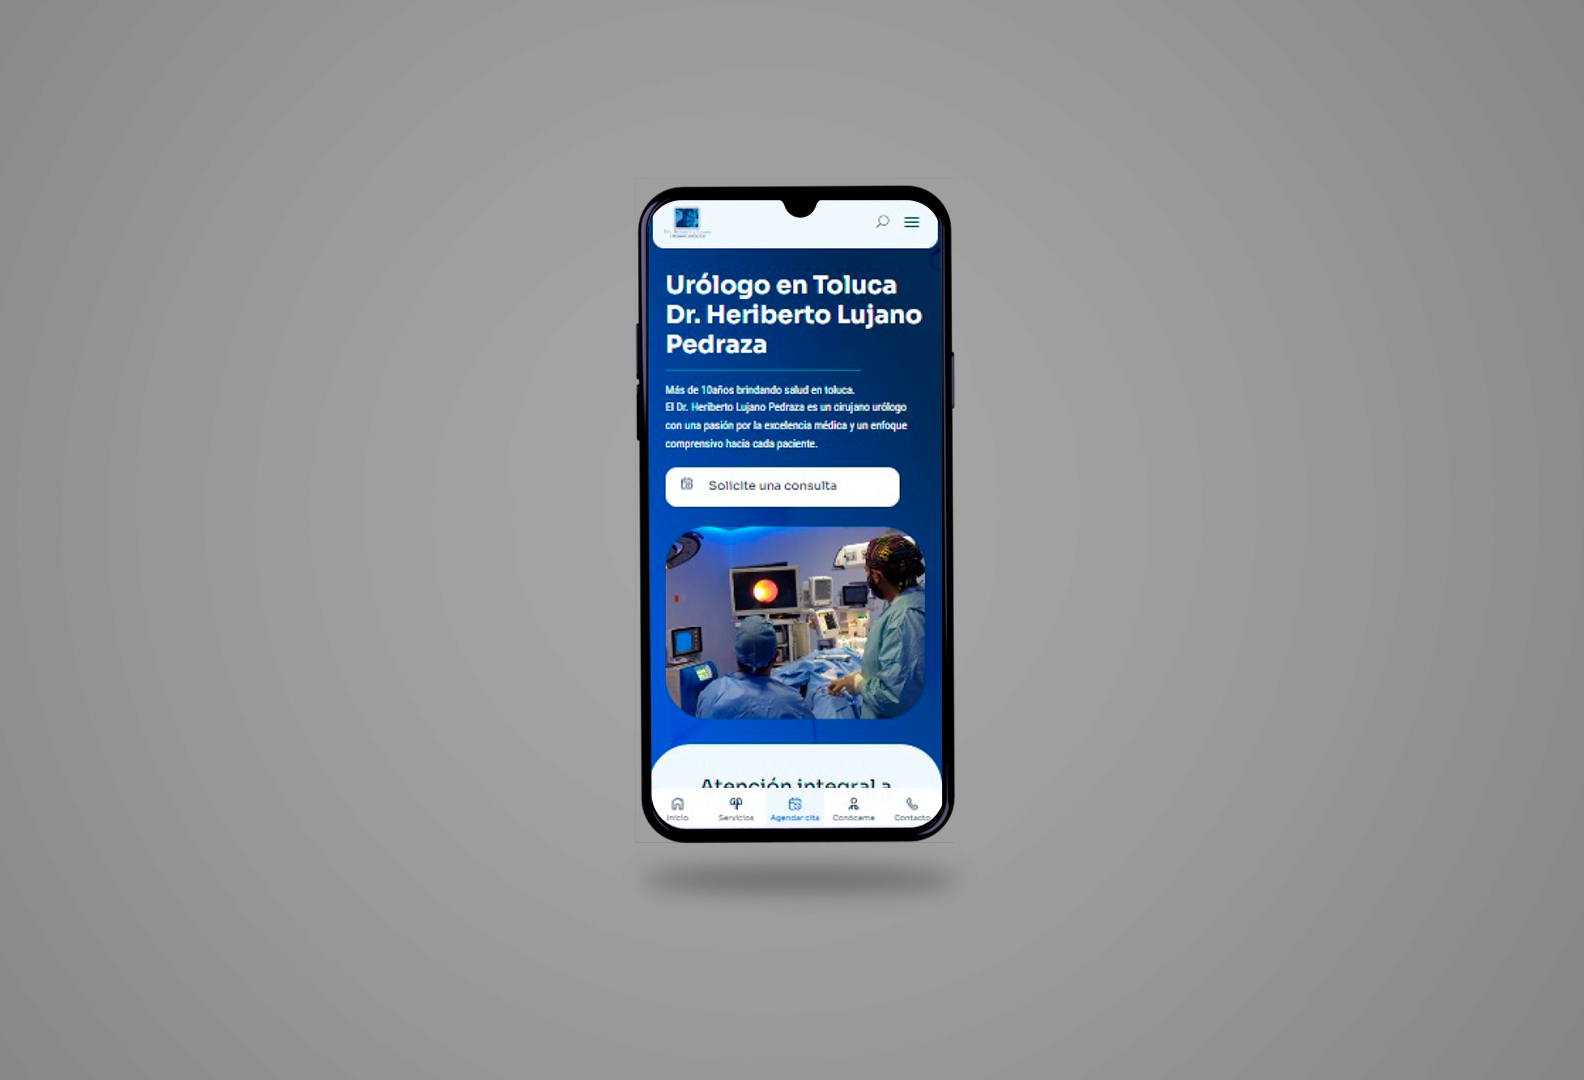 Urólogo en Toluca
Dr. Heriberto Lujano
Pedraza
Más de 10años brindando salud en toluca.
El Dr. Heriberto Lujano Pedraza es un cirujano urólogo
con una pasión por la excelencia médica y un enfoque
comprensivo hacia cada paciente.
Solicite una consulta
Atención integral a
Inicio Servicios Agendar cita Conóceme Contacto